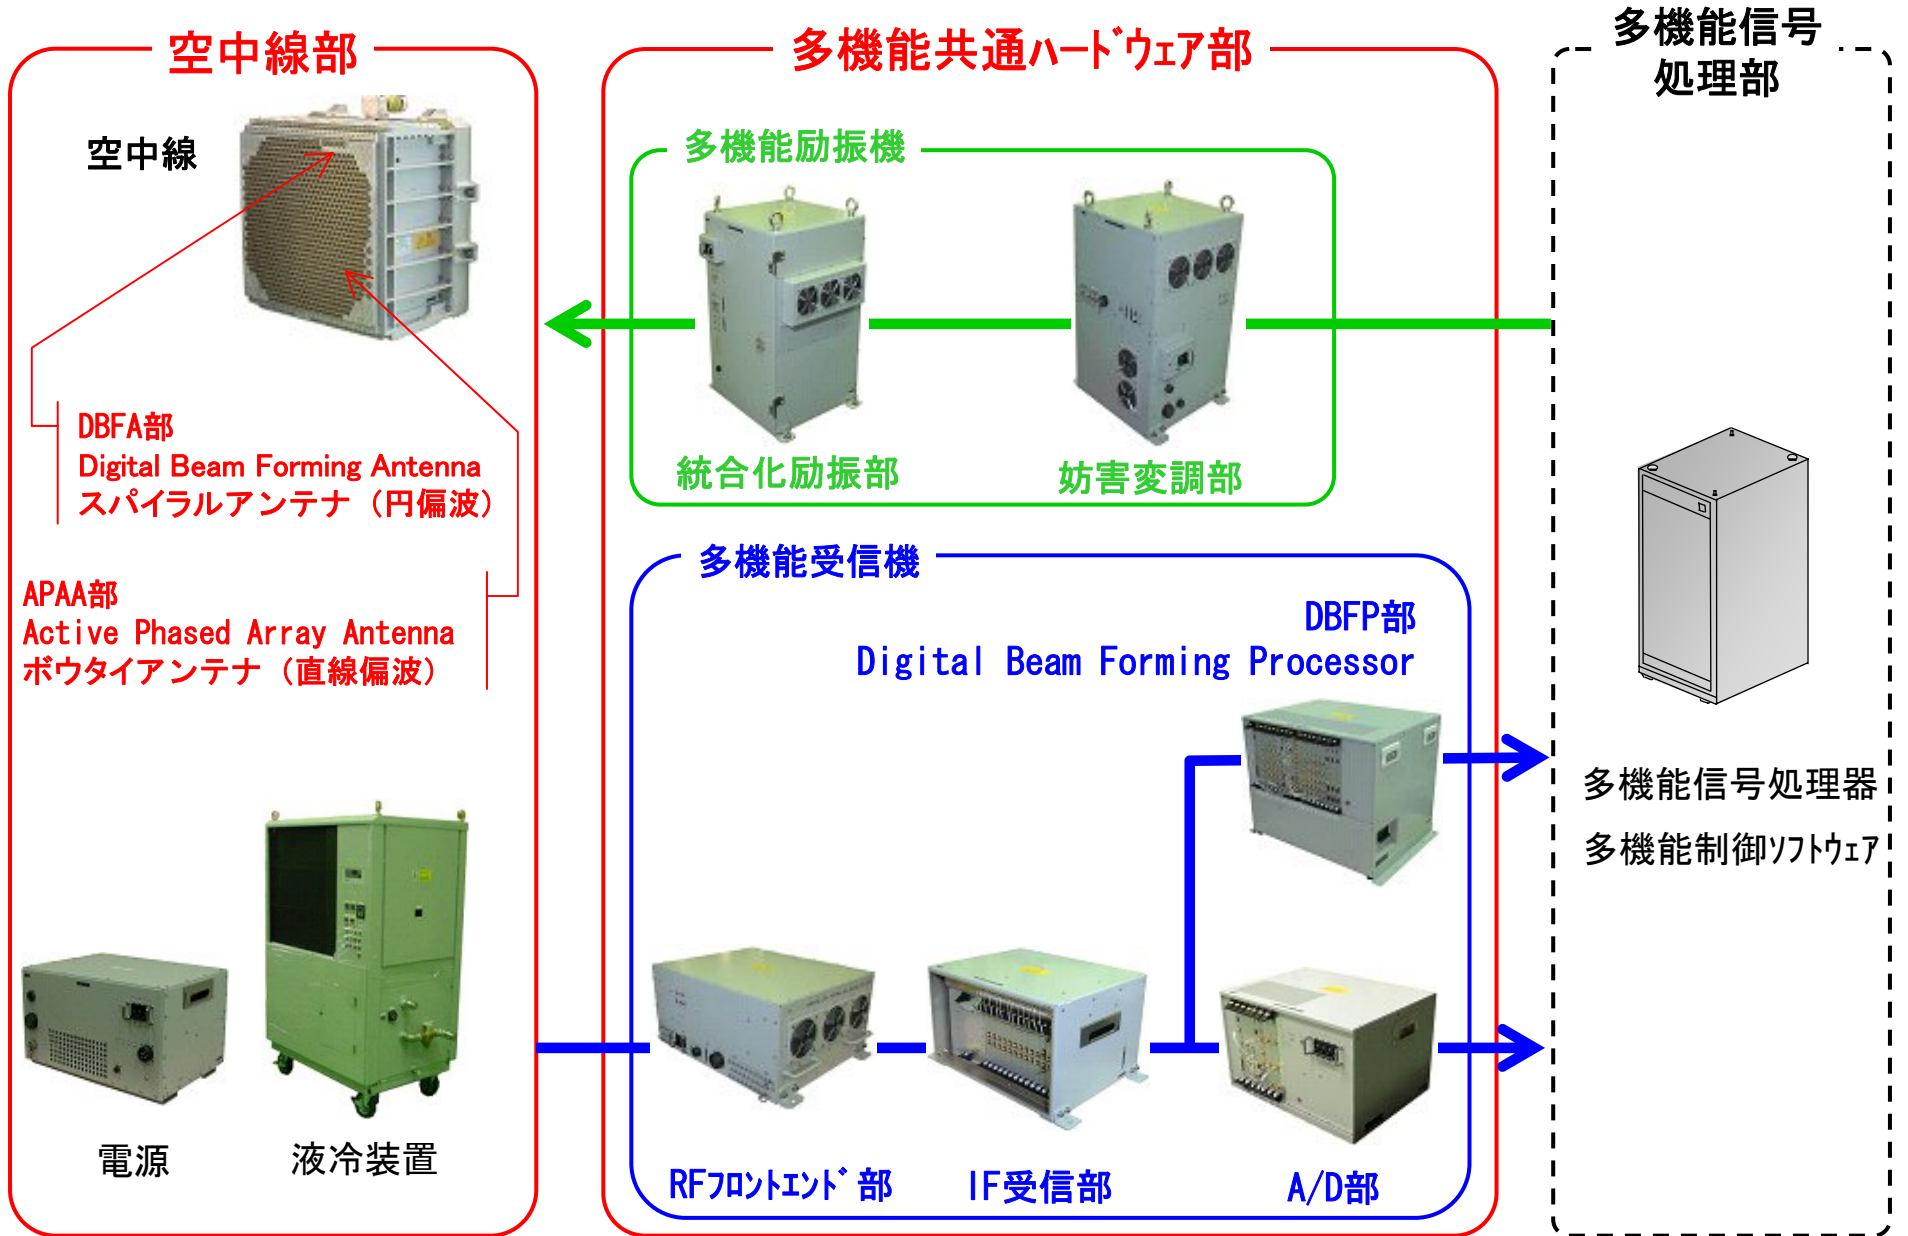 空中線部
空中線
DBFA部
Digital Beam Forming Antenna
スパイラルアンテナ（円偏波）
APAA部
Active Phased Array Antenna
ボウタイアンテナ（直線偏波）
電源
液冷装置
多機能共通ﾊｰﾄﾞｳｪｱ部
多機能励振機
統合化励振部
妨害変調部
多機能受信機
DBFP部
Digital Beam Forming Processor
RFﾌﾛﾝﾄｴﾝﾄﾞ部
IF受信部
A/D部
多機能信号
処理部
多機能信号処理器
多機能制御ｿﾌﾄｳｪｱ